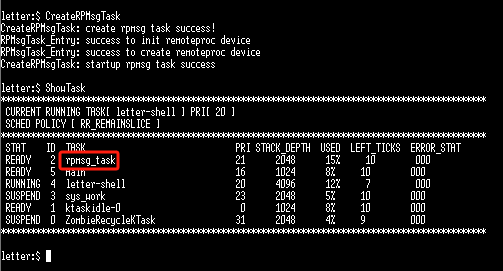 letter:$ CreateRPMsgTask
CreateRPMsgTask: create rpmsg task success!
RPMsgTask_Entry: success to init remoteproc device
RPMsgTask_Entry: success to create remoteproc device
CreateRPMsgTask: startup rpmsg task success
letter:$ ShowTask
*******************************************************************************
CURRENT RUNNING TASK[ letter-shell ] PRI[ 20 ]
SCHED POLICY [ RR_REMAINSLICE ]
*******************************************************************************
STAT ID TASK PRI STACK_DEPTH USED LEFT_TICKS ERROR_STAT
READY 2 rpmsg_task 21 2048 15% 10 000
READY 5 main 16 1024 8% 10 000
RUNNING 4 letter-shell 20 4096 12% 7 000
SUSPEND 3 sys_work 23 2048 5% 10 000
READY 1 ktaskidle-0 0 1024 8% 10 000
SUSPEND 0 ZombieRecycleKTask 31 2048 4% 9 000
*******************************************************************************
letter:$